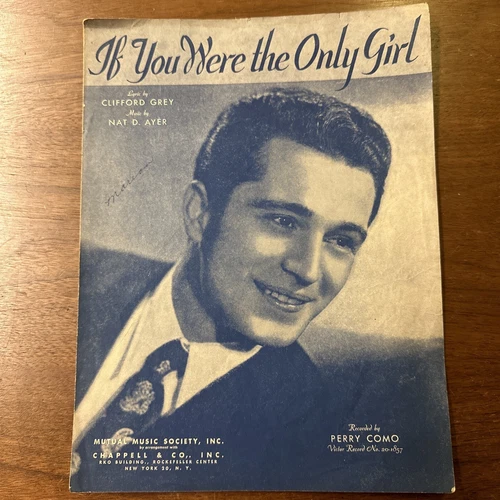 If You Were the Only Girl
Lyric by
CLIFFORD GREY
Music by
NAT D. AYER
marion
MUTUAL MUSIC SOCIETY, INC.
by arrangement with
CHAPPELL & CO., INC.
RKO BUILDING, ROCKEFELLER CENTER
NEW YORK 20, N. Y.
Recorded by
PERRY COMO
Victor Record No. 20-1857